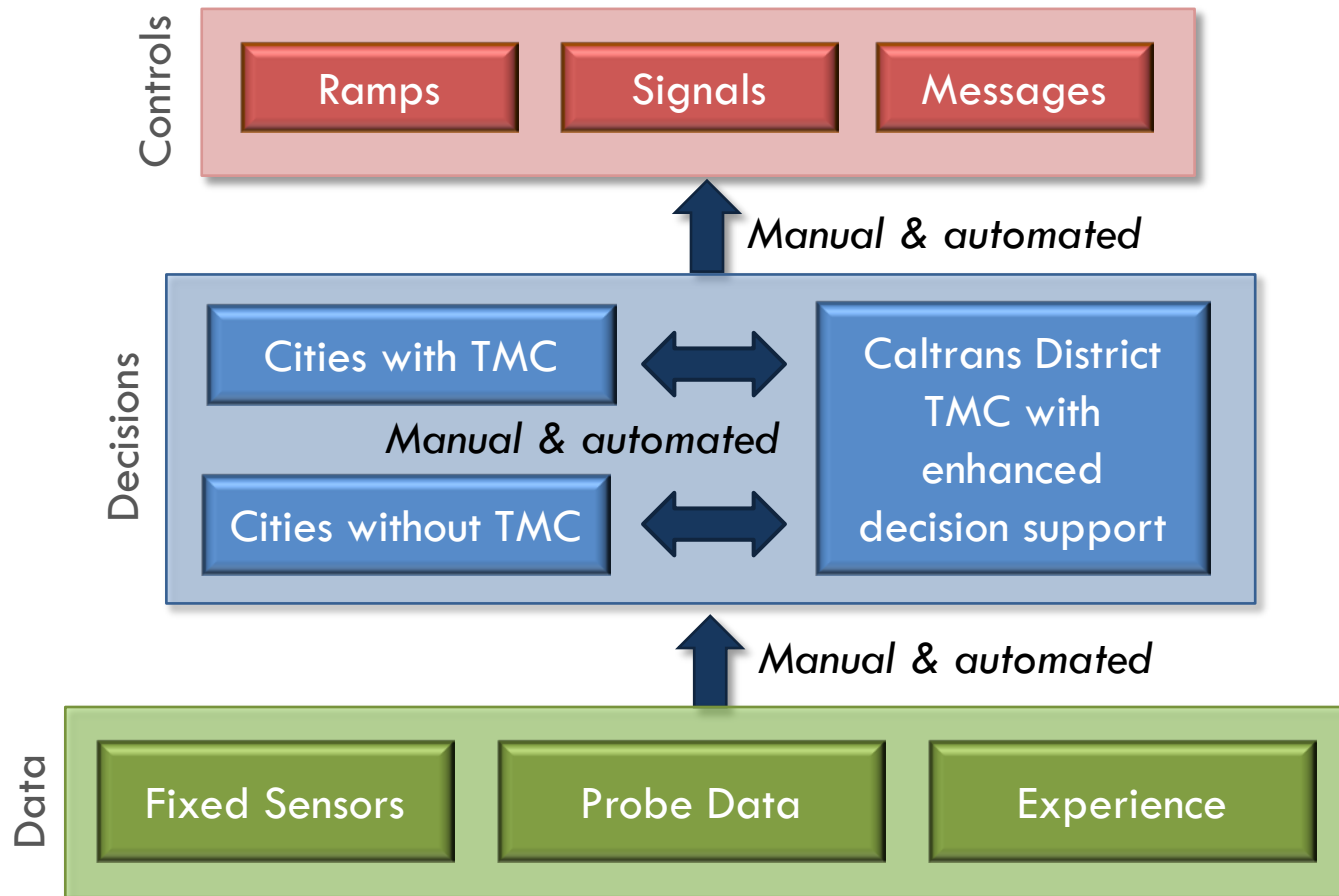 Controls
Ramps
Signals
Messages
Manual & automated
Decisions
Cities with TMC
Manual & automated
Cities without TMC
Caltrans District
TMC with
enhanced
decision support
Manual & automated
Data
Fixed Sensors
Probe Data
Experience